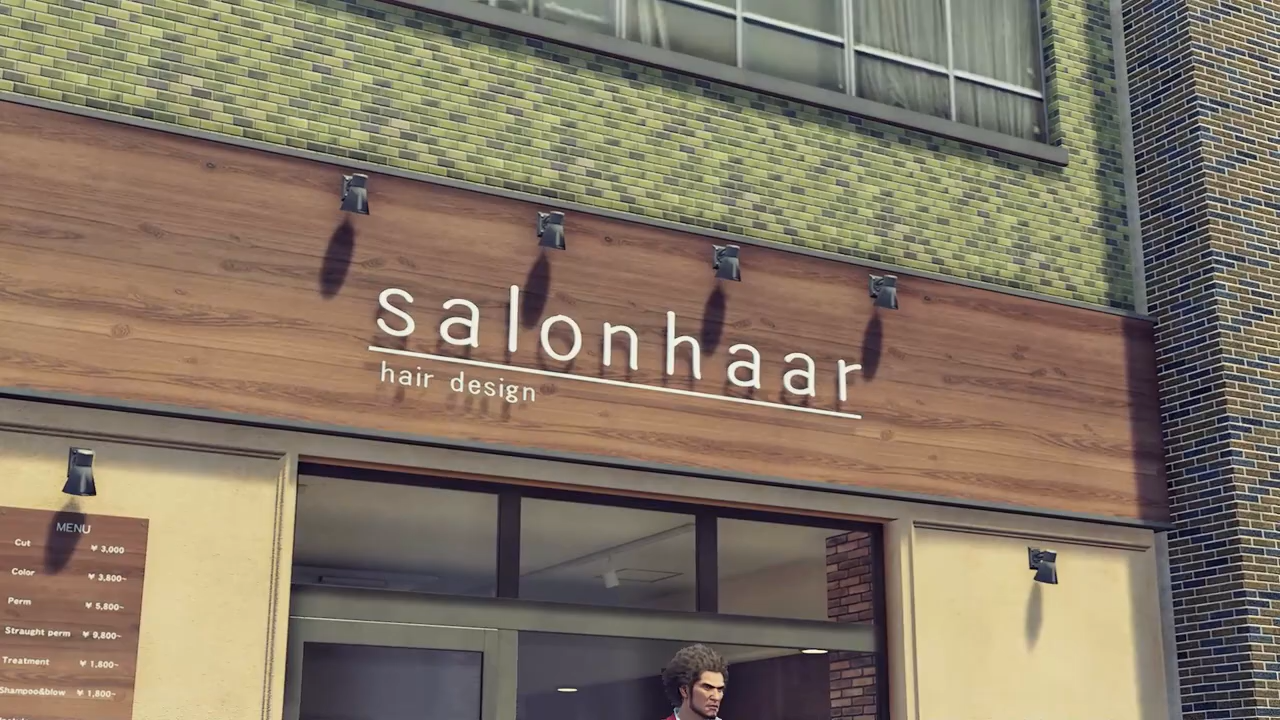 salonhaar
hair design
MENU
Cut ¥3,000
Color ¥3,800~
Perm ¥5,800~
Straught perm ¥9,800~
Treatment ¥1,800~
Shampoo&blow ¥1,800~